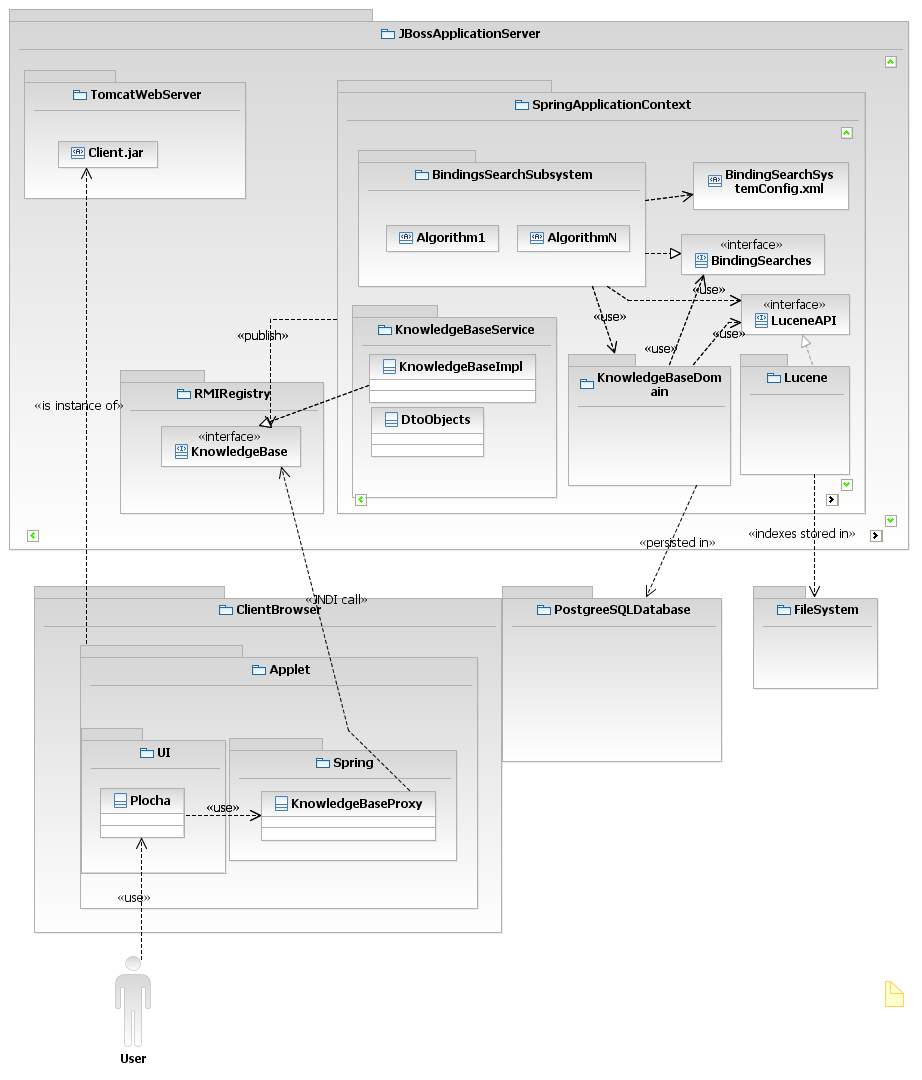 JBossApplicationServer
TomcatWebServer
Client.jar
SpringApplicationContext
BindingsSearchSubsystem
Algorithm1
AlgorithmN
BindingSearchSys
temConfig.xml
«interface»
BindingSearches
«use»
«interface»
LuceneAPI
«use»
«use»
«use»
KnowledgeBaseService
KnowledgeBaseImpl
DtoObjects
«publish»
KnowledgeBaseDom
ain
Lucene
RMIRegistry
«is instance of»
«interface»
KnowledgeBase
«persisted in»
«indexes stored in»
«JNDI call»
ClientBrowser
PostgreeSQLDatabase
FileSystem
Applet
UI
Spring
Plocha
«use»
KnowledgeBaseProxy
«use»
User